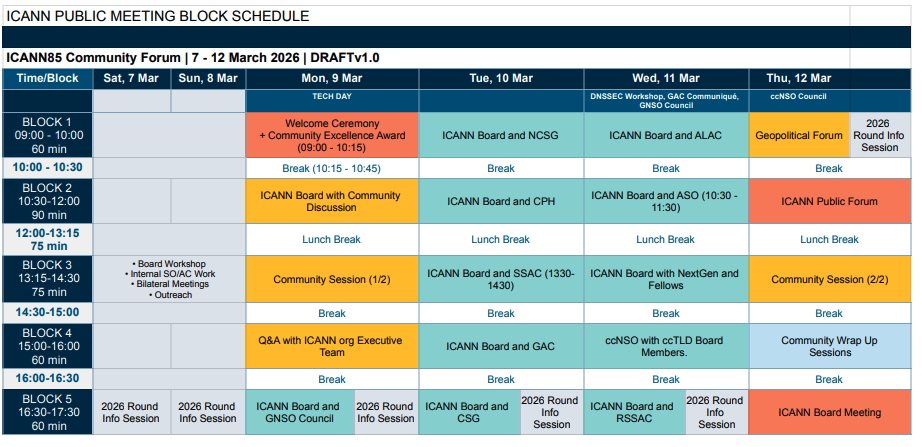 ICANN PUBLIC MEETING BLOCK SCHEDULE
ICANN85 Community Forum | 7 - 12 March 2026 | DRAFTv1.0
Time/Block
Sat, 7 Mar
Sun, 8 Mar
Mon, 9 Mar
Tue, 10 Mar
Wed, 11 Mar
Thu, 12 Mar
TECH DAY
DNSSEC Workshop, GAC Communiqué,
GNSO Council
ccNSO Council
BLOCK 1
09:00 - 10:00
60 min
Welcome Ceremony
+ Community Excellence Award
(09:00 - 10:15)
ICANN Board and NCSG
ICANN Board and ALAC
Geopolitical Forum
2026
Round Info
Session
10:00 - 10:30
Break (10:15 - 10:45)
Break
Break
Break
BLOCK 2
10:30-12:00
90 min
ICANN Board with Community
Discussion
ICANN Board and CPH
ICANN Board and ASO (10:30 -
11:30)
ICANN Public Forum
12:00-13:15
75 min
Lunch Break
Lunch Break
Lunch Break
Lunch Break
BLOCK 3
13:15-14:30
75 min
• Board Workshop
• Internal SO/AC Work
• Bilateral Meetings
• Outreach
Community Session (1/2)
ICANN Board and SSAC (1330-
1430)
ICANN Board with NextGen and
Fellows
Community Session (2/2)
14:30-15:00
Break
Break
Break
Break
BLOCK 4
15:00-16:00
60 min
Q&A with ICANN org Executive
Team
ICANN Board and GAC
ccNSO with ccTLD Board
Members.
Community Wrap Up
Sessions
16:00-16:30
Break
Break
Break
Break
BLOCK 5
16:30-17:30
60 min
2026 Round
Info Session
2026 Round
Info Session
ICANN Board and
GNSO Council
2026 Round
Info Session
ICANN Board and
CSG
2026 Round
Info
Session
ICANN Board and
RSSAC
2026 Round
Info
Session
ICANN Board Meeting